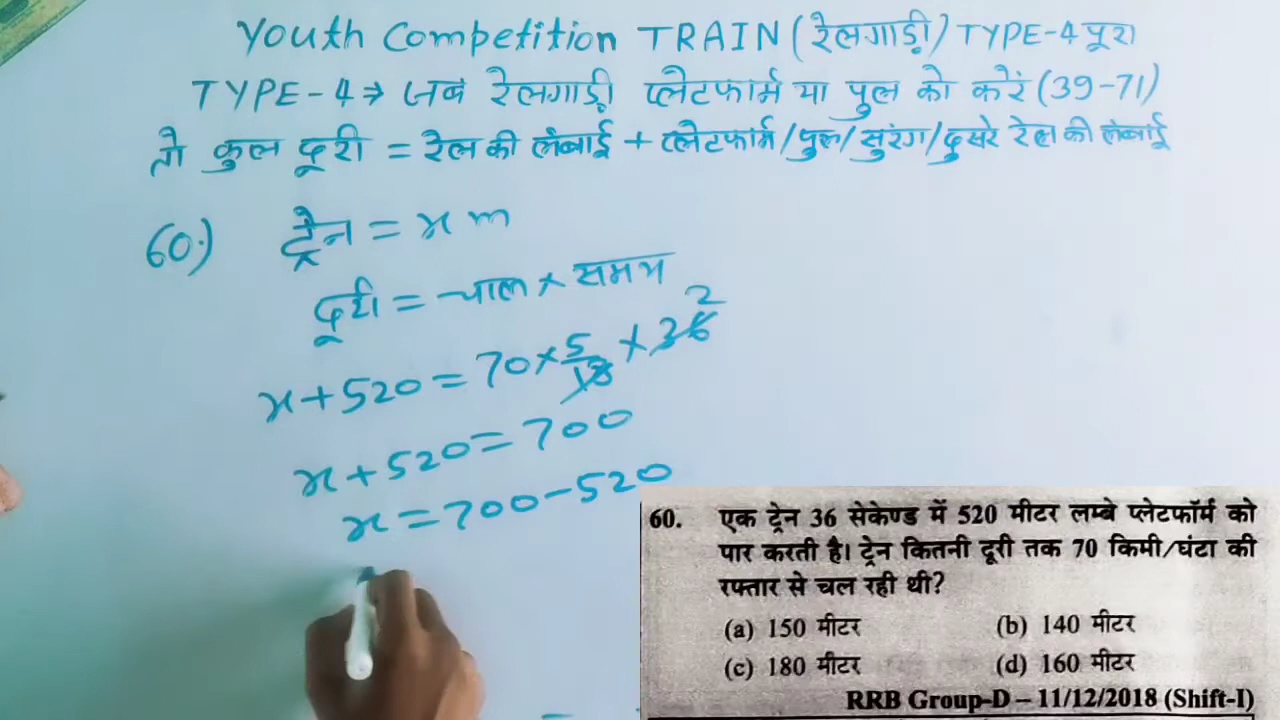 Youth Competition TRAIN (रेलगाड़ी) TYPE-4 पूरा
TYPE-4 ⇒ जब रेलगाड़ी प्लेटफार्म या पुल को करें (39-71)
तो कुल दूरी = रेल की लंबाई + प्लेटफार्म/पुल/सुरंग/दुसरे रेल की लंबाई
60.) ट्रेन = x m
दूरी = चाल × समय
x + 520 = 70 × 5/18 × 36 2
x + 520 = 700
x = 700 - 520
60. एक ट्रेन 36 सेकेण्ड में 520 मीटर लम्बे प्लेटफॉर्म को
पार करती है। ट्रेन कितनी दूरी तक 70 किमी/घंटा की
रफ्तार से चल रही थी?
(a) 150 मीटर (b) 140 मीटर
(c) 180 मीटर (d) 160 मीटर
RRB Group-D – 11/12/2018 (Shift-I)